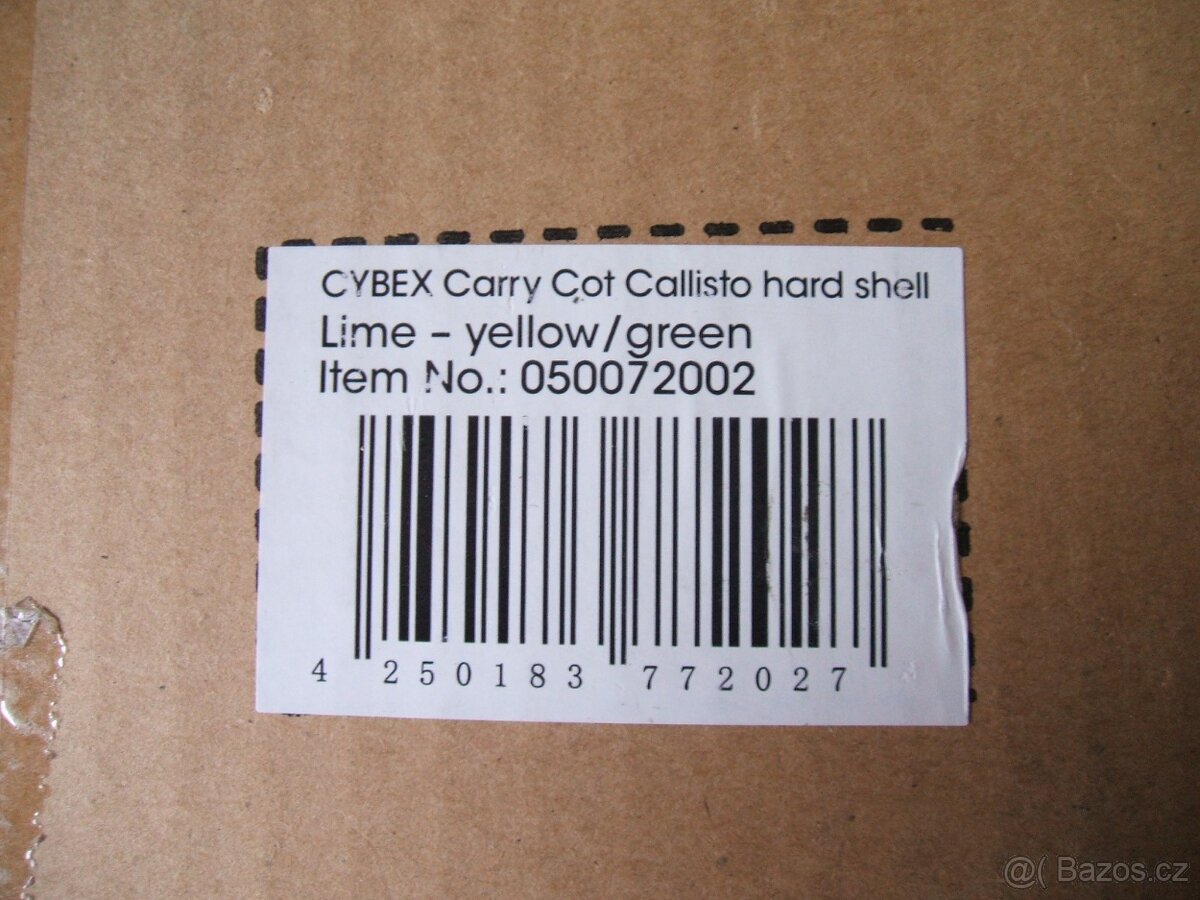 CYBEX Carry Cot Callisto hard shell
Lime - yellow/green
Item No.: 050072002
4 250183 772027
@( Bazos.cz